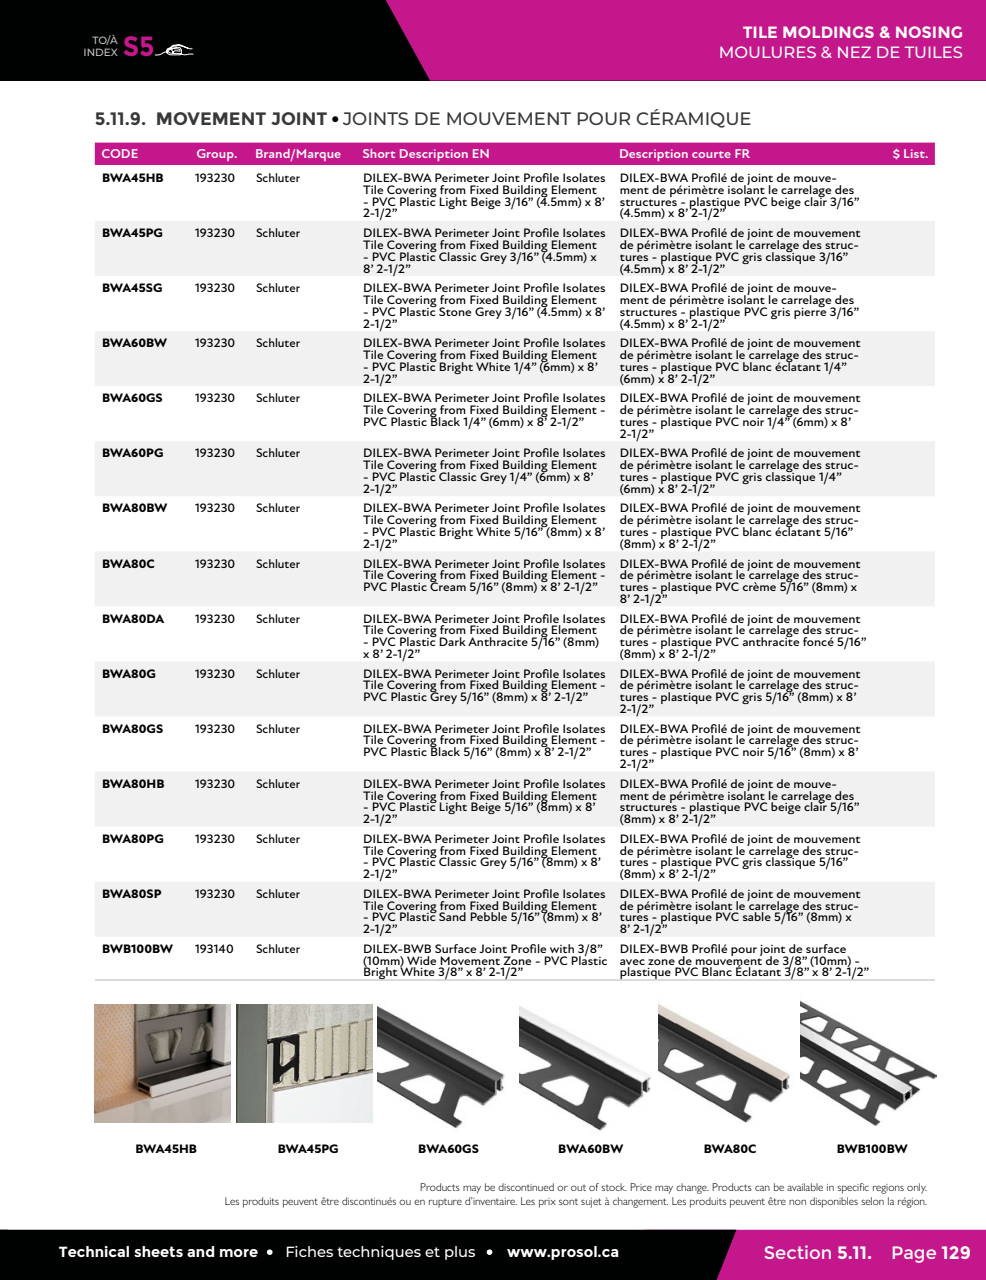 TO/À
INDEX S5
TILE MOLDINGS & NOSING
MOULURES & NEZ DE TUILES
5.11.9. MOVEMENT JOINT • JOINTS DE MOUVEMENT POUR CÉRAMIQUE
CODE Group. Brand/Marque Short Description EN Description courte FR $ List.
BWA45HB 193230 Schluter DILEX-BWA Perimeter Joint Profile Isolates DILEX-BWA Profilé de joint de mouve-
Tile Covering from Fixed Building Element ment de périmètre isolant le carrelage des
- PVC Plastic Light Beige 3/16” (4.5mm) x 8’ structures - plastique PVC beige clair 3/16”
2-1/2” (4.5mm) x 8’ 2-1/2”
BWA45PG 193230 Schluter DILEX-BWA Perimeter Joint Profile Isolates DILEX-BWA Profilé de joint de mouvement
Tile Covering from Fixed Building Element de périmètre isolant le carrelage des struc-
- PVC Plastic Classic Grey 3/16” (4.5mm) x tures - plastique PVC gris classique 3/16”
8’ 2-1/2” (4.5mm) x 8’ 2-1/2”
BWA45SG 193230 Schluter DILEX-BWA Perimeter Joint Profile Isolates DILEX-BWA Profilé de joint de mouve-
Tile Covering from Fixed Building Element ment de périmètre isolant le carrelage des
- PVC Plastic Stone Grey 3/16” (4.5mm) x 8’ structures - plastique PVC gris pierre 3/16”
2-1/2” (4.5mm) x 8’ 2-1/2”
BWA60BW 193230 Schluter DILEX-BWA Perimeter Joint Profile Isolates DILEX-BWA Profilé de joint de mouvement
Tile Covering from Fixed Building Element de périmètre isolant le carrelage des struc-
- PVC Plastic Bright White 1/4” (6mm) x 8’ tures - plastique PVC blanc éclatant 1/4”
2-1/2” (6mm) x 8’ 2-1/2”
BWA60GS 193230 Schluter DILEX-BWA Perimeter Joint Profile Isolates DILEX-BWA Profilé de joint de mouvement
Tile Covering from Fixed Building Element - de périmètre isolant le carrelage des struc-
PVC Plastic Black 1/4” (6mm) x 8’ 2-1/2” tures - plastique PVC noir 1/4” (6mm) x 8’
2-1/2”
BWA60PG 193230 Schluter DILEX-BWA Perimeter Joint Profile Isolates DILEX-BWA Profilé de joint de mouvement
Tile Covering from Fixed Building Element de périmètre isolant le carrelage des struc-
- PVC Plastic Classic Grey 1/4” (6mm) x 8’ tures - plastique PVC gris classique 1/4”
2-1/2” (6mm) x 8’ 2-1/2”
BWA80BW 193230 Schluter DILEX-BWA Perimeter Joint Profile Isolates DILEX-BWA Profilé de joint de mouvement
Tile Covering from Fixed Building Element de périmètre isolant le carrelage des struc-
- PVC Plastic Bright White 5/16” (8mm) x 8’ tures - plastique PVC blanc éclatant 5/16”
2-1/2” (8mm) x 8’ 2-1/2”
BWA80C 193230 Schluter DILEX-BWA Perimeter Joint Profile Isolates DILEX-BWA Profilé de joint de mouvement
Tile Covering from Fixed Building Element - de périmètre isolant le carrelage des struc-
PVC Plastic Cream 5/16” (8mm) x 8’ 2-1/2” tures - plastique PVC crème 5/16” (8mm) x
8’ 2-1/2”
BWA80DA 193230 Schluter DILEX-BWA Perimeter Joint Profile Isolates DILEX-BWA Profilé de joint de mouvement
Tile Covering from Fixed Building Element de périmètre isolant le carrelage des struc-
- PVC Plastic Dark Anthracite 5/16” (8mm) tures - plastique PVC anthracite foncé 5/16”
x 8’ 2-1/2” (8mm) x 8’ 2-1/2”
BWA80G 193230 Schluter DILEX-BWA Perimeter Joint Profile Isolates DILEX-BWA Profilé de joint de mouvement
Tile Covering from Fixed Building Element - de périmètre isolant le carrelage des struc-
PVC Plastic Grey 5/16” (8mm) x 8’ 2-1/2” tures - plastique PVC gris 5/16” (8mm) x 8’
2-1/2”
BWA80GS 193230 Schluter DILEX-BWA Perimeter Joint Profile Isolates DILEX-BWA Profilé de joint de mouvement
Tile Covering from Fixed Building Element - de périmètre isolant le carrelage des struc-
PVC Plastic Black 5/16” (8mm) x 8’ 2-1/2” tures - plastique PVC noir 5/16” (8mm) x 8’
2-1/2”
BWA80HB 193230 Schluter DILEX-BWA Perimeter Joint Profile Isolates DILEX-BWA Profilé de joint de mouve-
Tile Covering from Fixed Building Element ment de périmètre isolant le carrelage des
- PVC Plastic Light Beige 5/16” (8mm) x 8’ structures - plastique PVC beige clair 5/16”
2-1/2” (8mm) x 8’ 2-1/2”
BWA80PG 193230 Schluter DILEX-BWA Perimeter Joint Profile Isolates DILEX-BWA Profilé de joint de mouvement
Tile Covering from Fixed Building Element de périmètre isolant le carrelage des struc-
- PVC Plastic Classic Grey 5/16” (8mm) x 8’ tures - plastique PVC gris classique 5/16”
2-1/2” (8mm) x 8’ 2-1/2”
BWA80SP 193230 Schluter DILEX-BWA Perimeter Joint Profile Isolates DILEX-BWA Profilé de joint de mouvement
Tile Covering from Fixed Building Element de périmètre isolant le carrelage des struc-
- PVC Plastic Sand Pebble 5/16” (8mm) x 8’ tures - plastique PVC sable 5/16” (8mm) x
2-1/2” 8’ 2-1/2”
BWB100BW 193140 Schluter DILEX-BWB Surface Joint Profile with 3/8” DILEX-BWB Profilé pour joint de surface
(10mm) Wide Movement Zone - PVC Plastic avec zone de mouvement de 3/8” (10mm) -
Bright White 3/8” x 8’ 2-1/2” plastique PVC Blanc Éclatant 3/8” x 8’ 2-1/2”
BWA45HB BWA45PG BWA60GS BWA60BW BWA80C BWB100BW
Products may be discontinued or out of stock. Price may change. Products can be available in specific regions only.
Les produits peuvent être discontinués ou en rupture d’inventaire. Les prix sont sujet à changement. Les produits peuvent être non disponibles selon la région.
Technical sheets and more • Fiches techniques et plus • www.prosol.ca
Section 5.11. Page 129